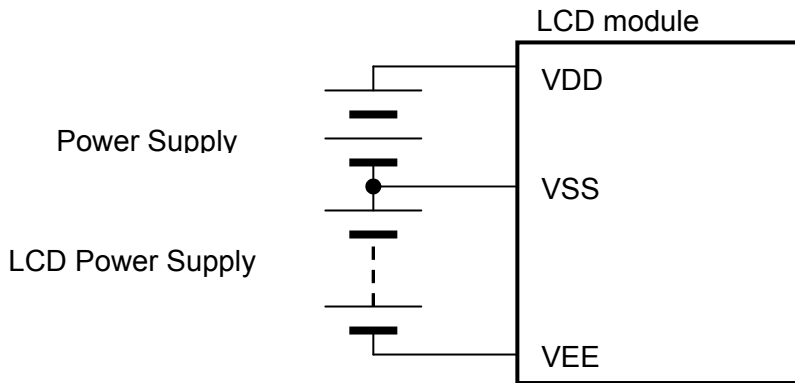 LCD module
VDD
Power Supply
VSS
LCD Power Supply
VEE